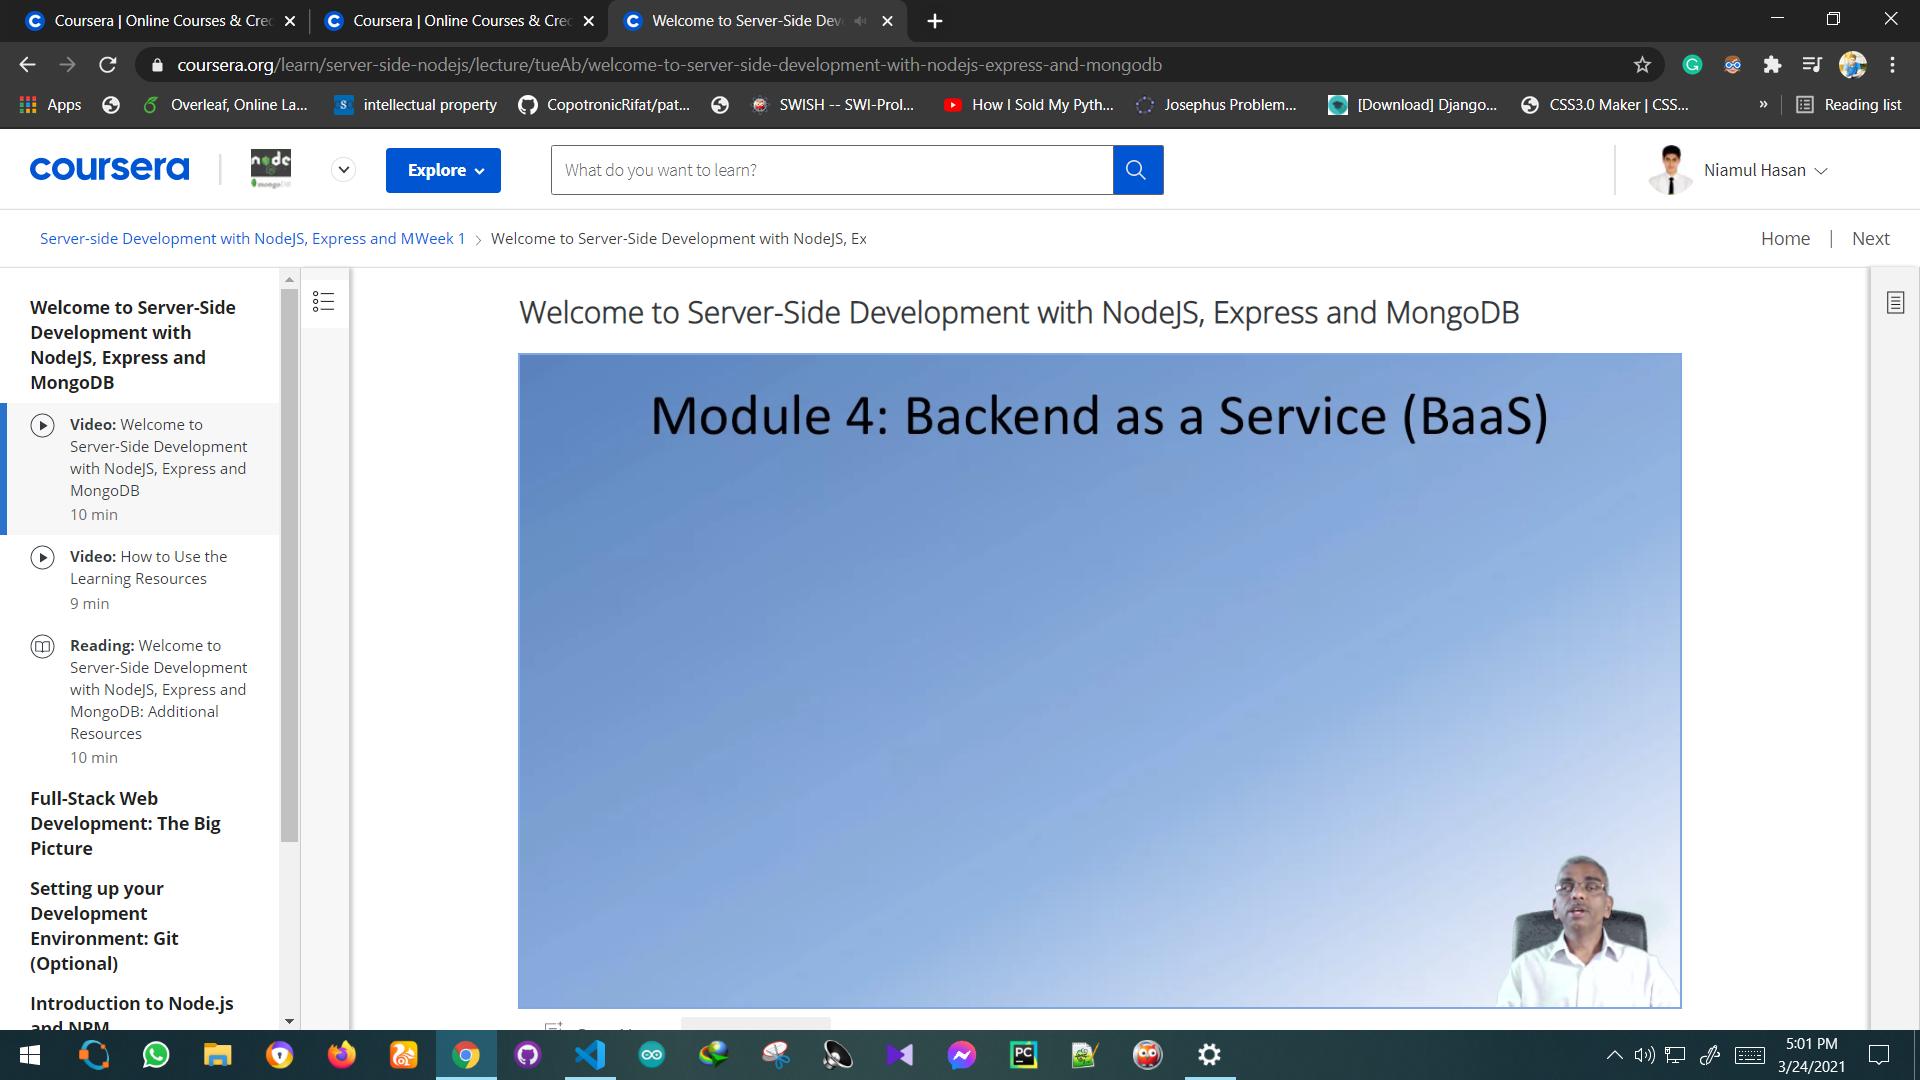 Coursera | Online Courses & Cre
Coursera | Online Courses & Cre
Welcome to Server-Side Dev
coursera.org/learn/server-side-nodejs/lecture/tueAb/welcome-to-server-side-development-with-nodejs-express-and-mongodb
Apps
Overleaf, Online La...
intellectual property
CopotronicRifat/pat...
SWISH -- SWI-Prol...
How I Sold My Pyth...
Josephus Problem...
[Download] Django...
CSS3.0 Maker | CSS...
»
Reading list
coursera
node
mongoDB
Explore
What do you want to learn?
Niamul Hasan
Server-side Development with NodeJS, Express and MWeek 1
Welcome to Server-Side Development with NodeJS, Ex
Home | Next
Welcome to Server-Side
Development with
NodeJS, Express and
MongoDB
Video: Welcome to
Server-Side Development
with NodeJS, Express and
MongoDB
10 min
Video: How to Use the
Learning Resources
9 min
Reading: Welcome to
Server-Side Development
with NodeJS, Express and
MongoDB: Additional
Resources
10 min
Full-Stack Web
Development: The Big
Picture
Setting up your
Development
Environment: Git
(Optional)
Introduction to Node.js
and NPM
Welcome to Server-Side Development with NodeJS, Express and MongoDB
Module 4: Backend as a Service (BaaS)
PC
5:01 PM
3/24/2021